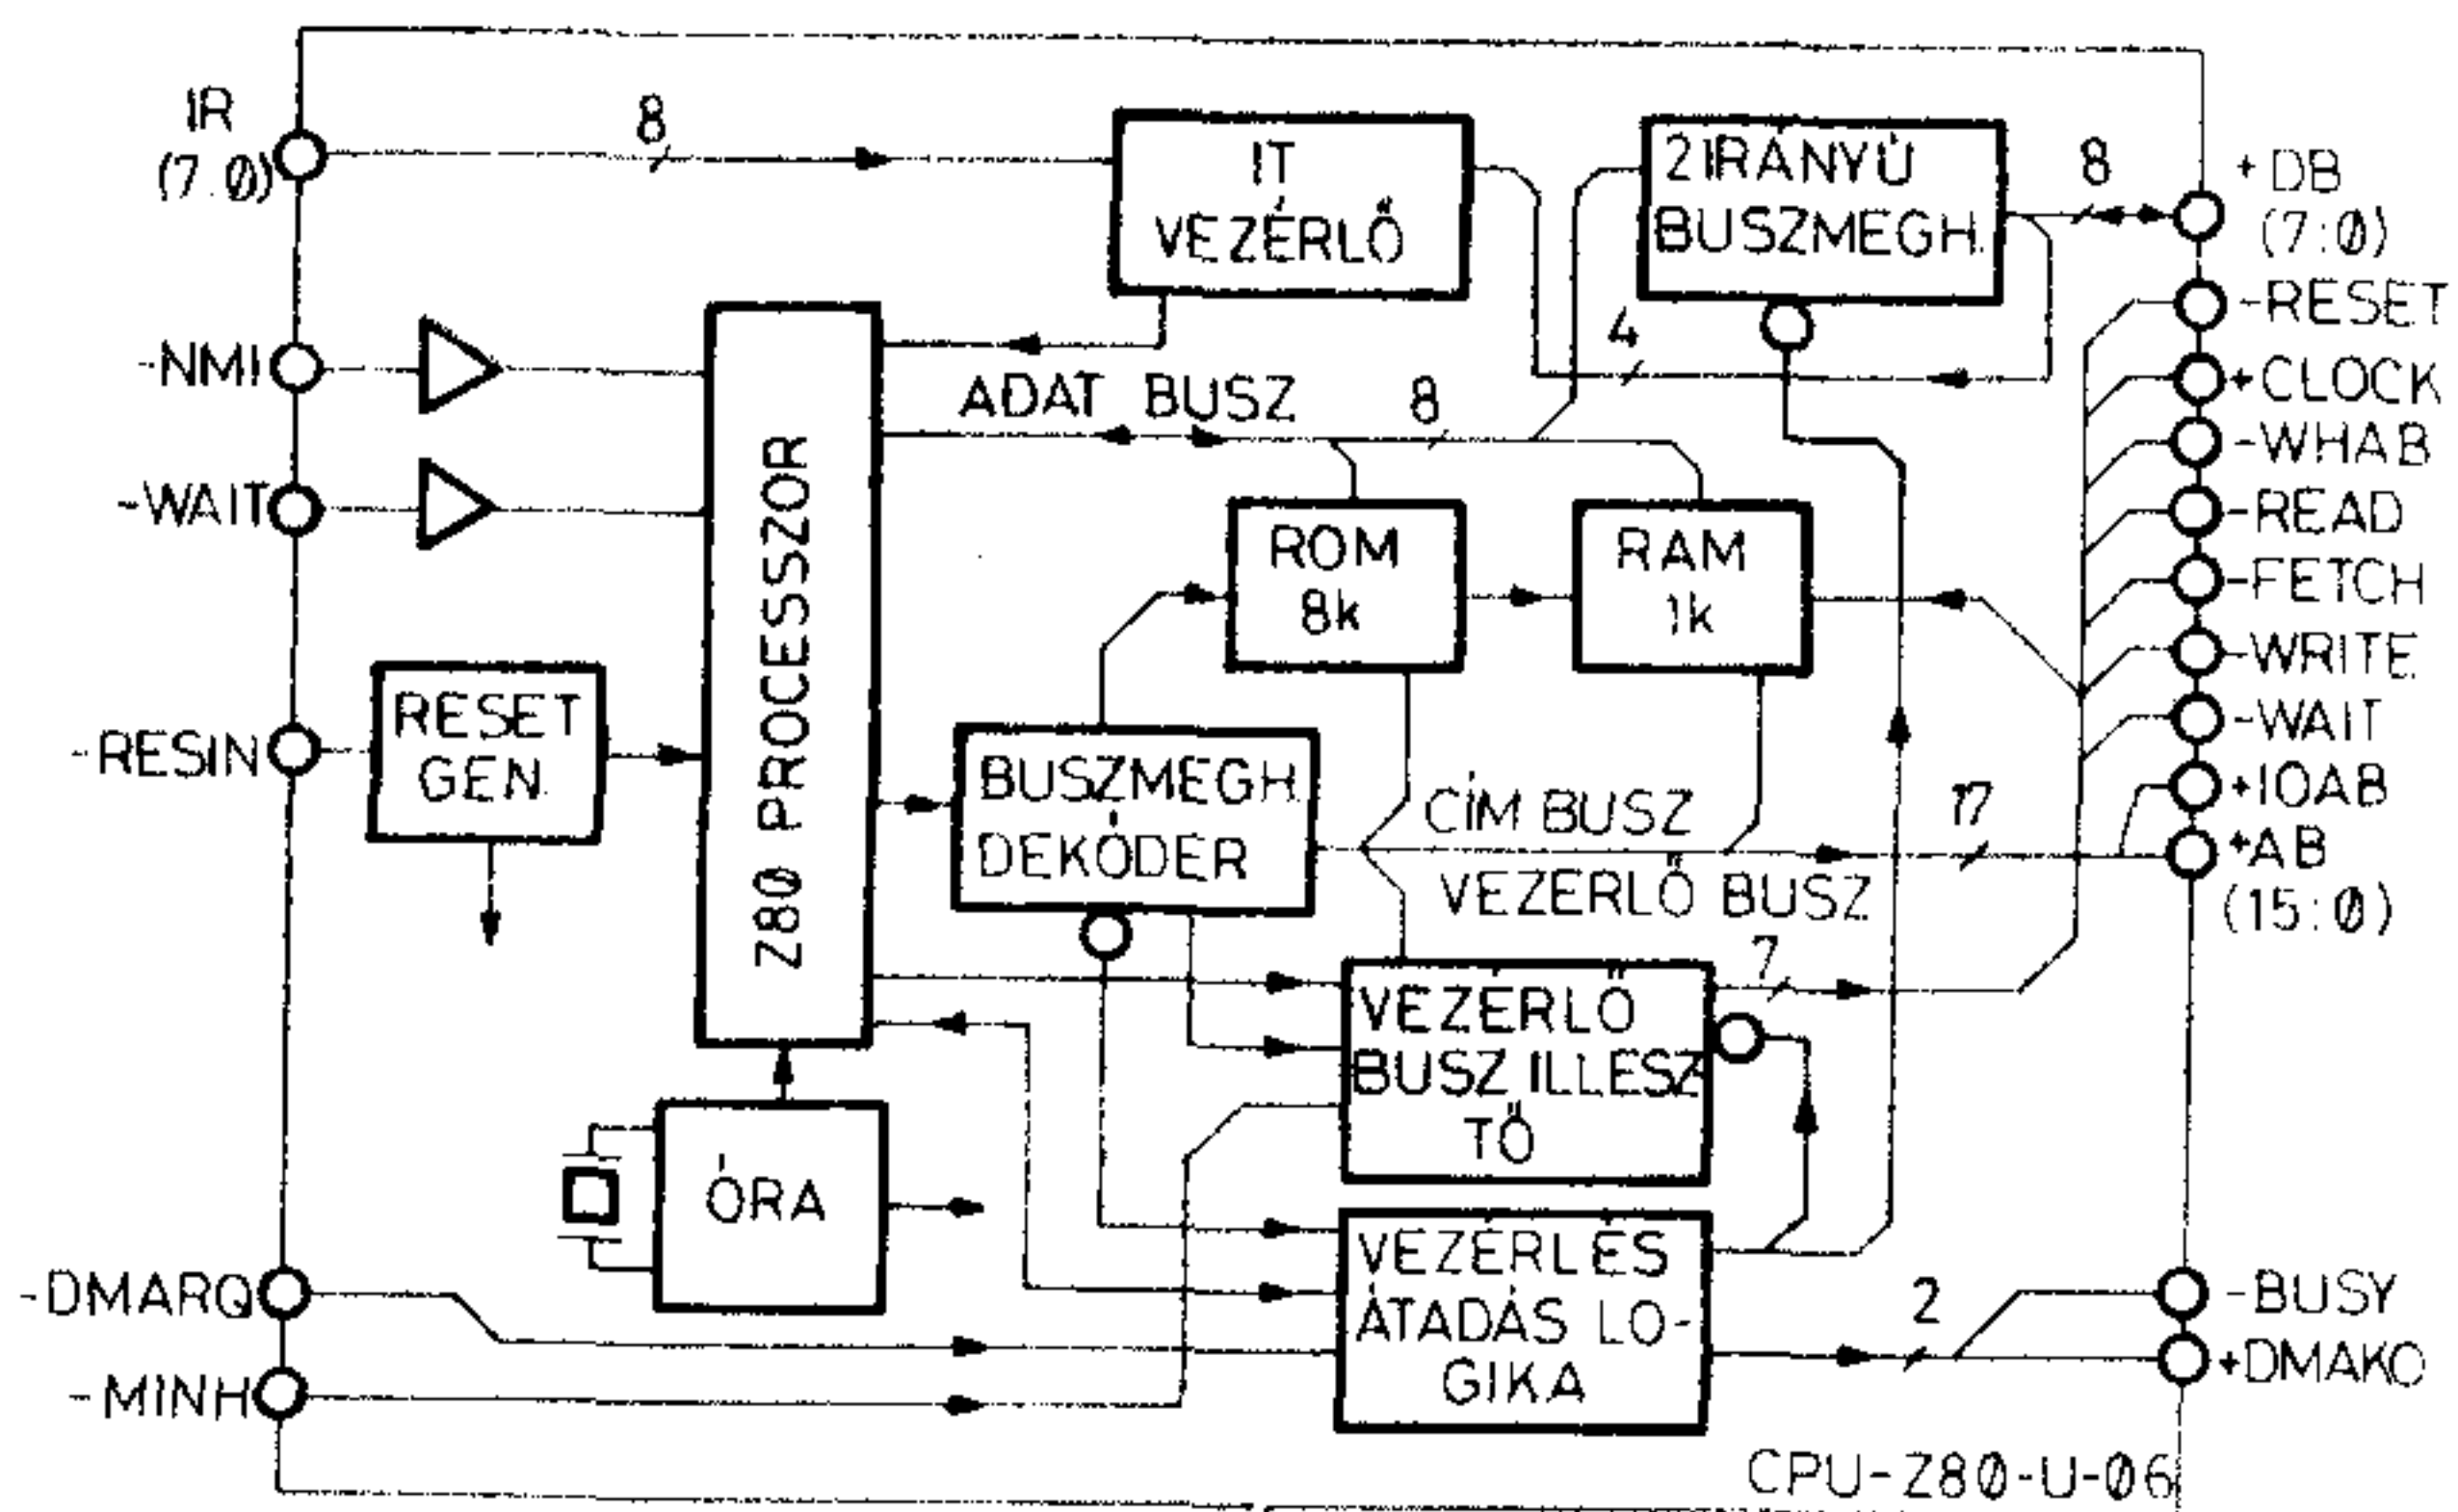 IR
(7:0)
8
IT
VEZÉRLŐ
2 IRÁNYÚ
BUSZMEGH.
8
+DB
(7:0)
-NMI
-WAIT
-RESIN
-DMARQ
-MINH
RESET
GEN.
Z80 PROCESSZOR
ÓRA
ADAT BUSZ
8
4
ROM
8k
RAM
1k
BUSZMEGH.
DEKÓDER
CÍM BUSZ
17
VEZERLŐ BUSZ
7
VEZÉRLŐ
BUSZ ILLESZ
TŐ
VEZÉRLÉS
ÁTADÁS LO-
GIKA
2
-RESET
+CLOCK
-WHAB
-READ
-FETCH
-WRITE
-WAIT
+IOAB
+AB
(15:0)
-BUSY
+DMAKO
CPU-Z80-U-06